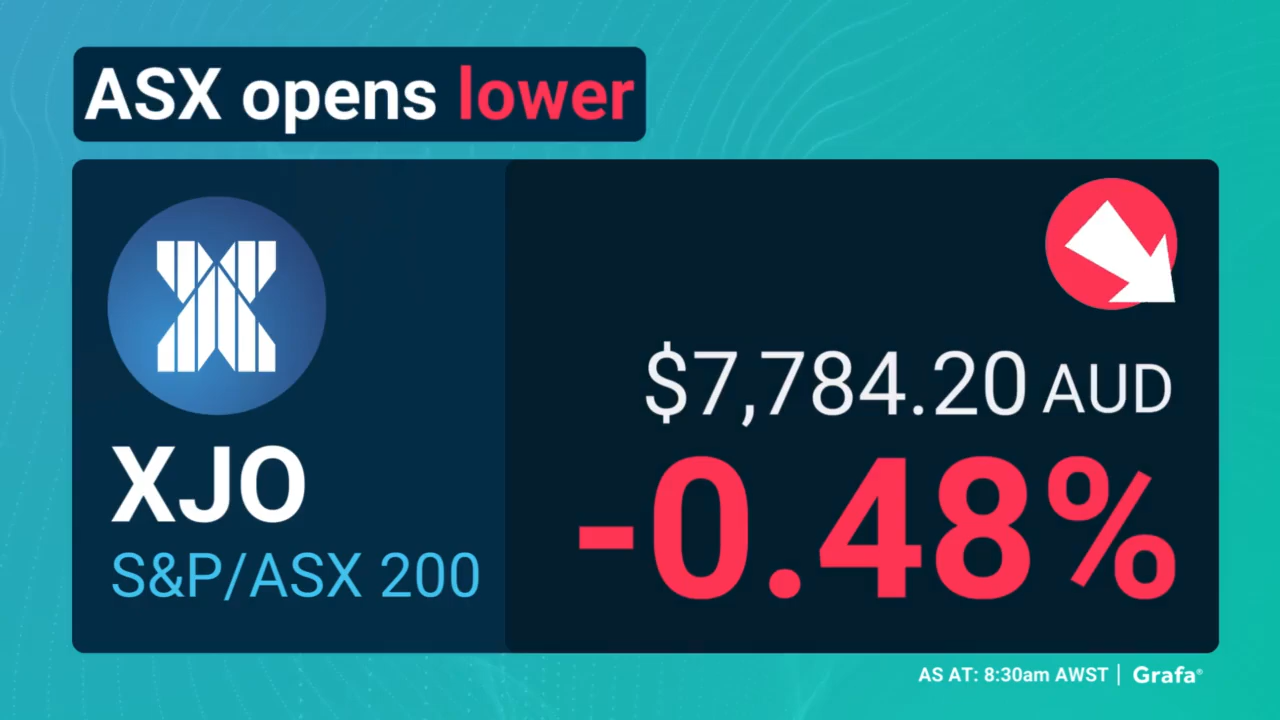 ASX opens lower
$7,784.20 AUD
XJO
-0.48%
S&P/ASX 200
AS AT: 8:30am AWST | Grafa®